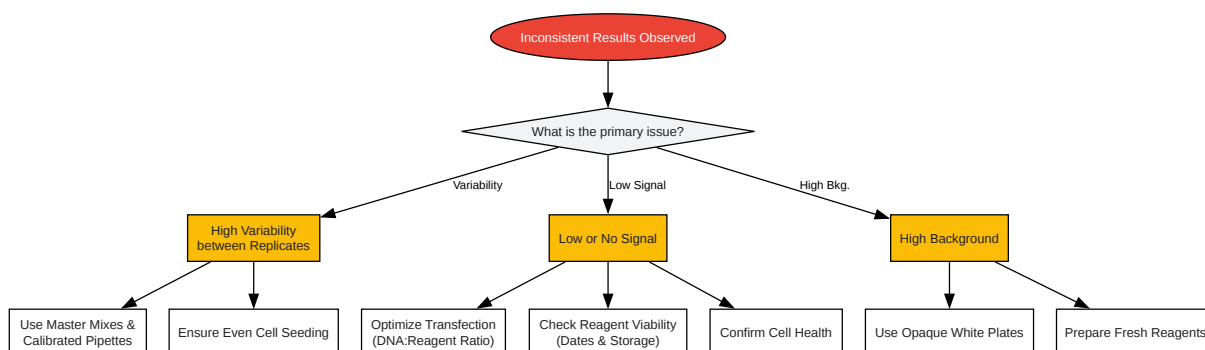 Inconsistent Results Observed
What is the primary issue?
Variability
Low Signal
High Bkg.
High Variability
between Replicates
Low or No Signal
High Background
Use Master Mixes &
Calibrated Pipettes
Ensure Even Cell Seeding
Optimize Transfection
(DNA:Reagent Ratio)
Check Reagent Viability
(Dates & Storage)
Confirm Cell Health
Use Opaque White Plates
Prepare Fresh Reagents